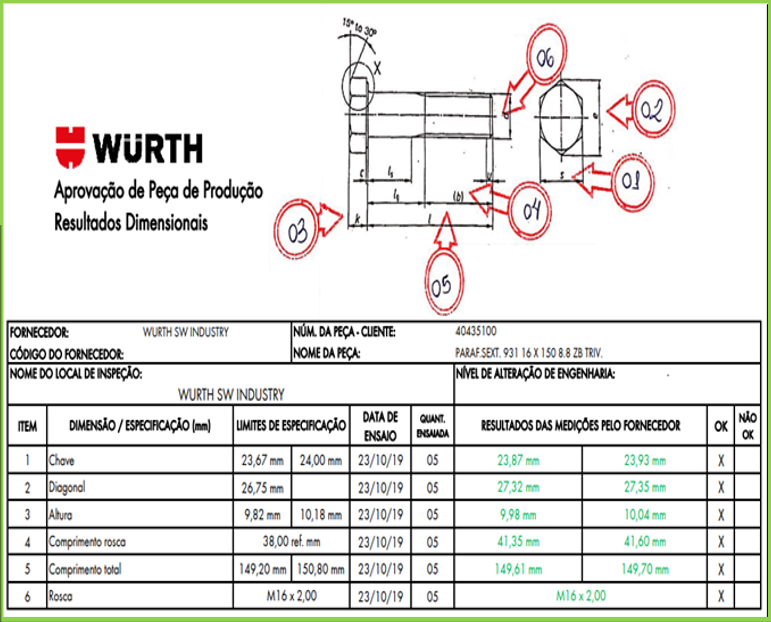 15° to 30°
X
06
02
d
e
WÜRTH
Aprovação de Peça de Produção
Resultados Dimensionais
c
l₅
u
s
01
l₉
(b)
04
03
k
l
05
FORNECEDOR: WURTH SW INDUSTRY NÚM. DA PEÇA - CLIENTE: 40435100
CÓDIGO DO FORNECEDOR: NOME DA PEÇA: PARAF.SEXT. 931 16 X 150 8.8 ZB TRIV.
NOME DO LOCAL DE INSPEÇÃO: NÍVEL DE ALTERAÇÃO DE ENGENHARIA: .
WURTH SW INDUSTRY
ITEM DIMENSÃO / ESPECIFICAÇÃO (mm) LIMITES DE ESPECIFICAÇÃO DATA DE ENSAIO QUANT. ENSAIADA RESULTADOS DAS MEDIÇÕES PELO FORNECEDOR OK NÃO OK
1 Chave 23,67 mm 24,00 mm 23/10/19 05 23,87 mm 23,93 mm X
2 Diagonal 26,75 mm 23/10/19 05 27,32 mm 27,35 mm X
3 Altura 9,82 mm 10,18 mm 23/10/19 05 9,98 mm 10,04 mm X
4 Comprimento rosca 38,00 ref. mm 23/10/19 05 41,35 mm 41,60 mm X
5 Comprimento total 149,20 mm 150,80 mm 23/10/19 05 149,61 mm 149,70 mm X
6 Rosca M16 x 2,00 23/10/19 05 M16 x 2,00 X